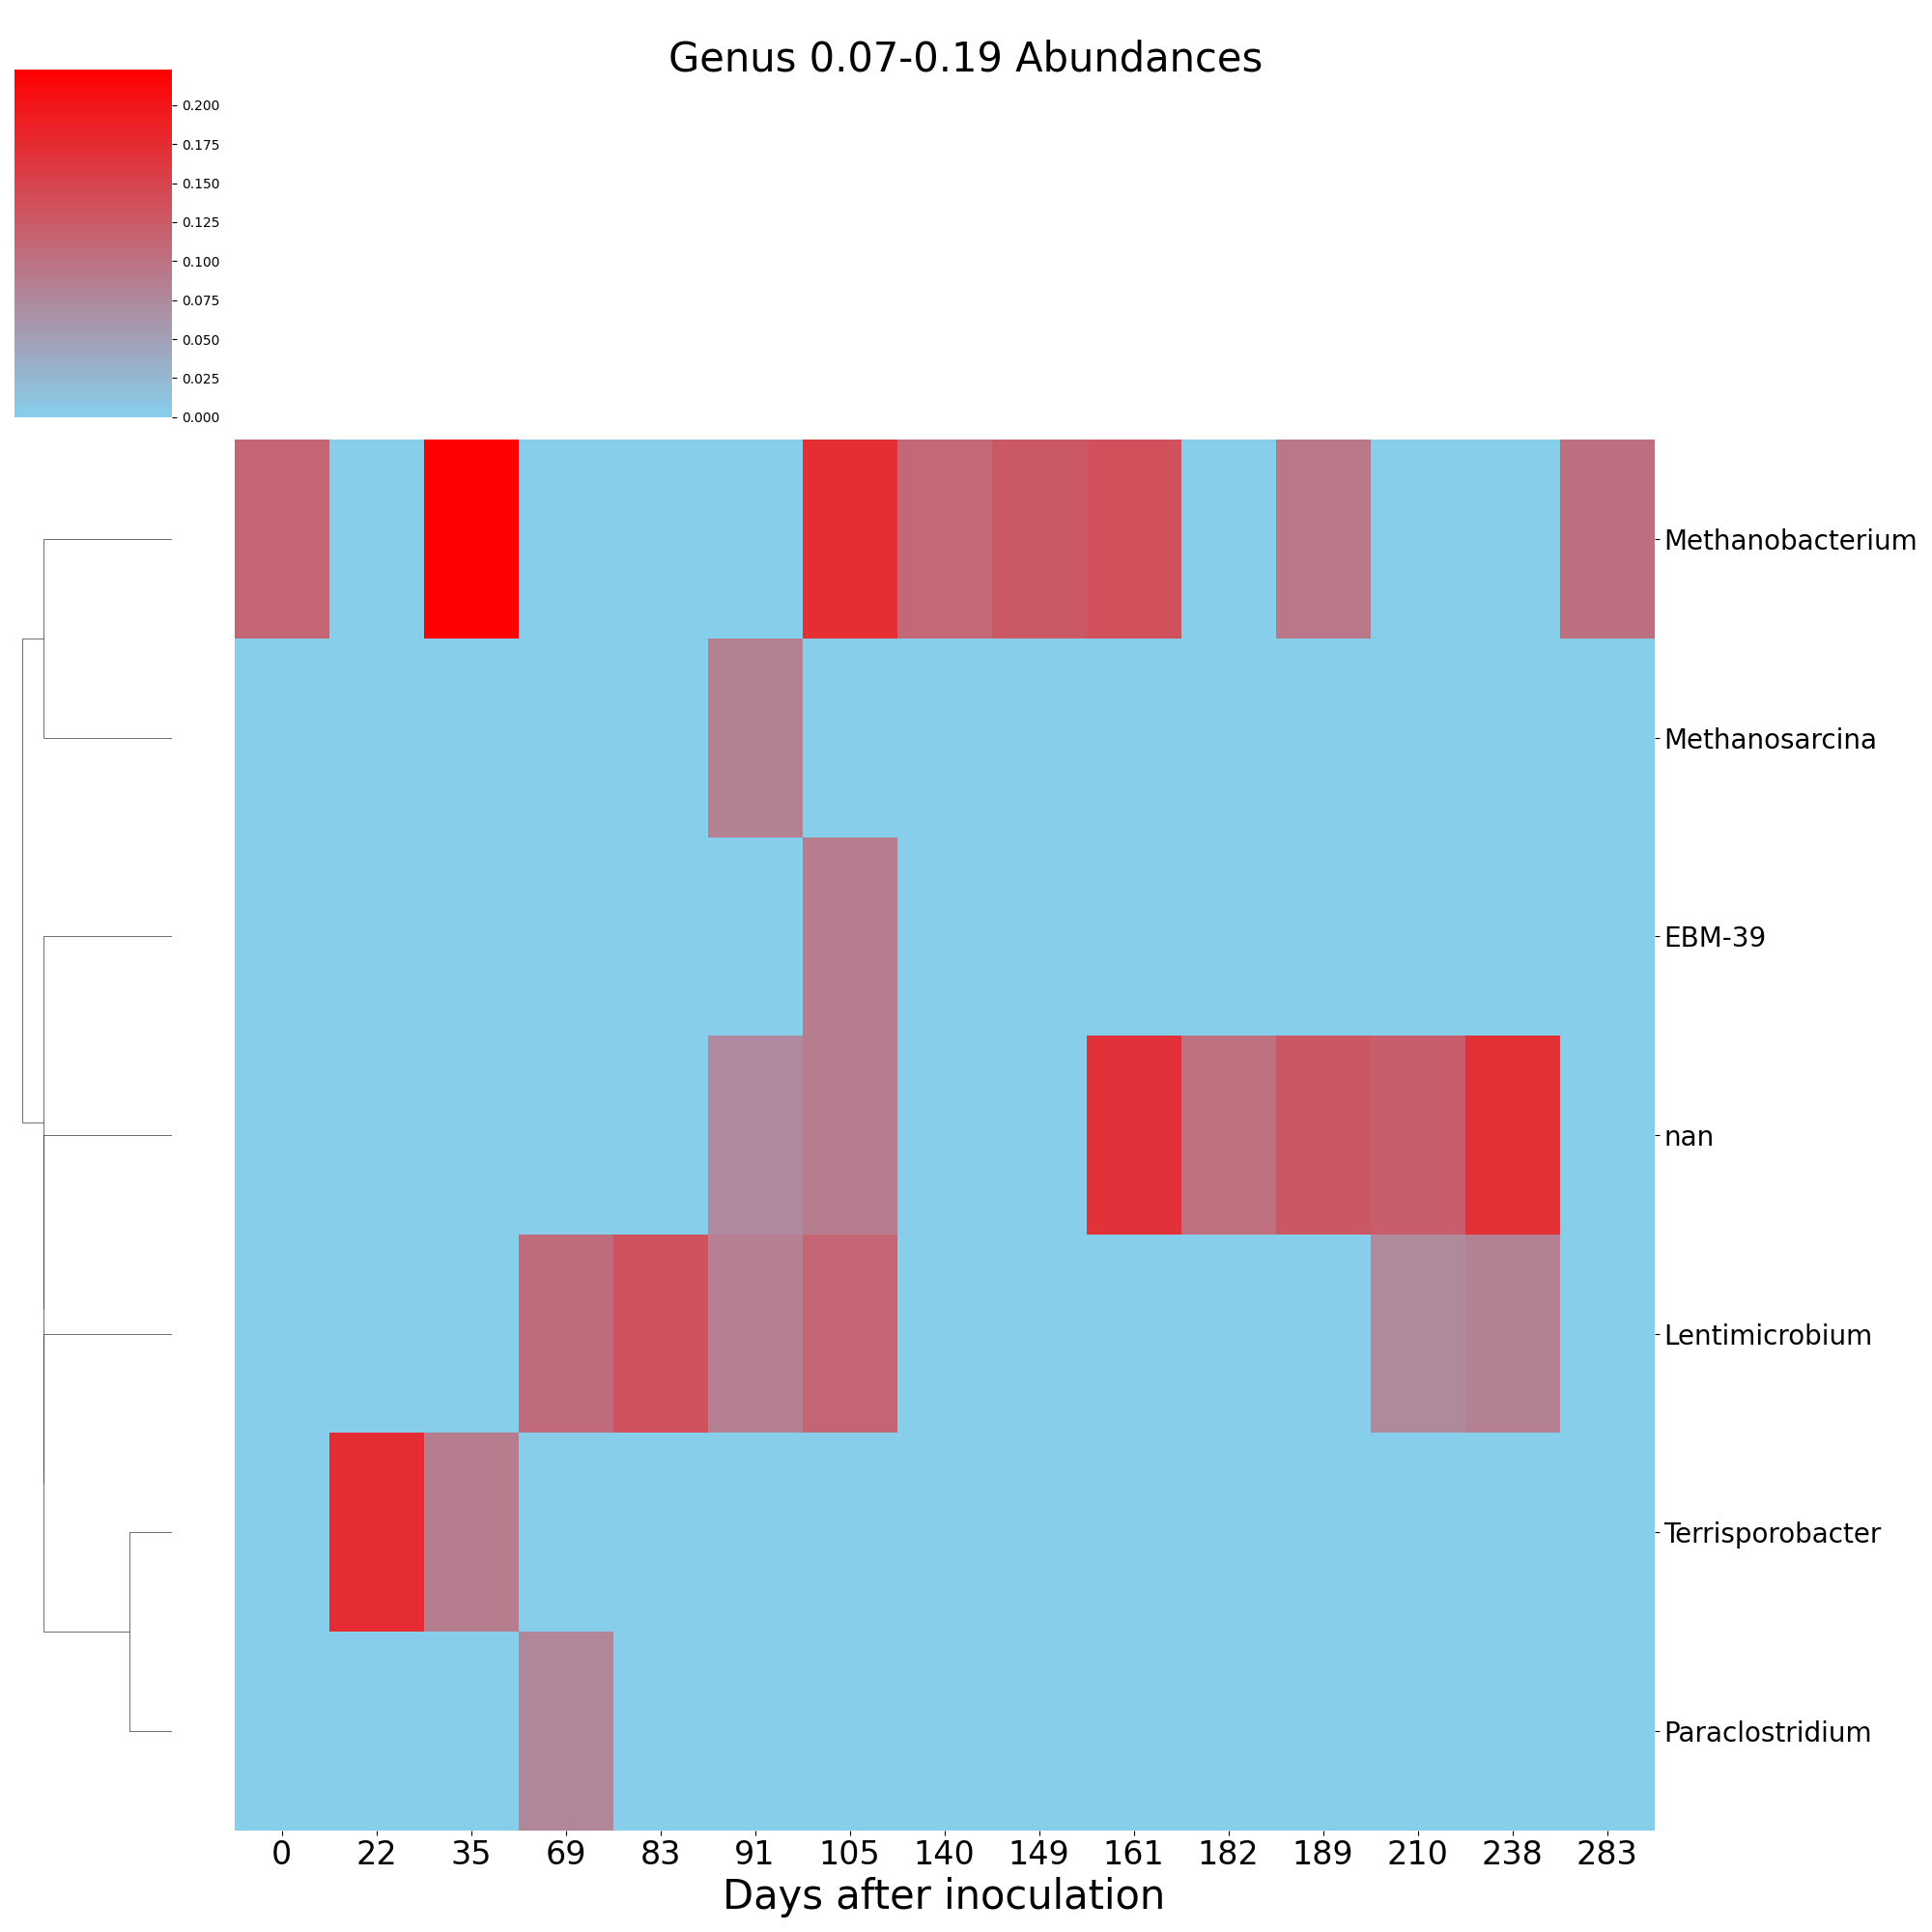 Genus 0.07-0.19 Abundances
0.200
0.175
0.150
0.125
0.100
0.075
0.050
0.025
0.000
Methanobacterium
Methanosarcina
EBM-39
nan
Lentimicrobium
Terrisporobacter
Paraclostridium
0 22 35 69 83 91 105 140 149 161 182 189 210 238 283
Days after inoculation